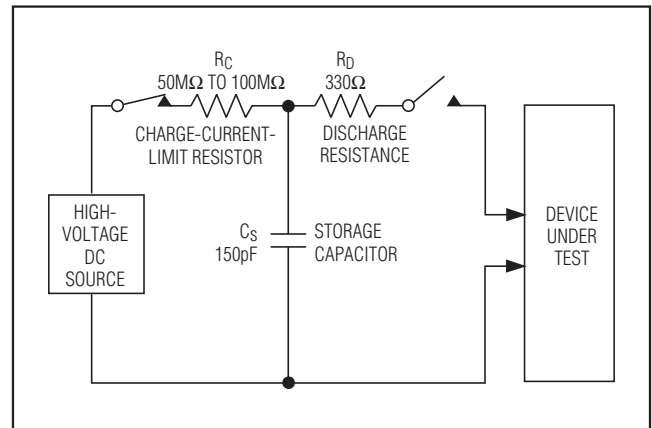 RC
50MΩ TO 100MΩ
CHARGE-CURRENT-
LIMIT RESISTOR
RD
330Ω
DISCHARGE
RESISTANCE
HIGH-
VOLTAGE
DC
SOURCE
CS
150pF
STORAGE
CAPACITOR
DEVICE
UNDER
TEST